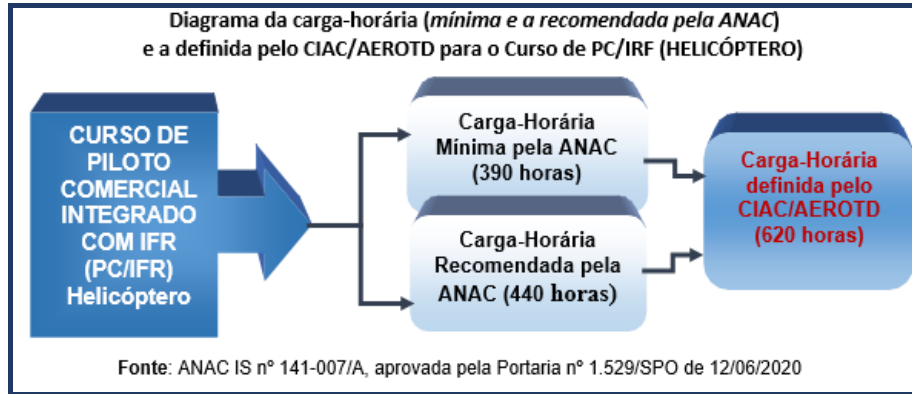 Diagrama da carga-horária (mínima e a recomendada pela ANAC)
e a definida pelo CIAC/AEROTD para o Curso de PC/IRF (HELICÓPTERO)
CURSO DE
PILOTO
COMERCIAL
INTEGRADO
COM IFR
(PC/IFR)
Helicóptero
Carga-Horária
Mínima pela ANAC
(390 horas)
Carga-Horária
Recomendada pela
ANAC (440 horas)
Carga-Horária
definida pelo
CIAC/AEROTD
(620 horas)
Fonte: ANAC IS nº 141-007/A, aprovada pela Portaria nº 1.529/SPO de 12/06/2020